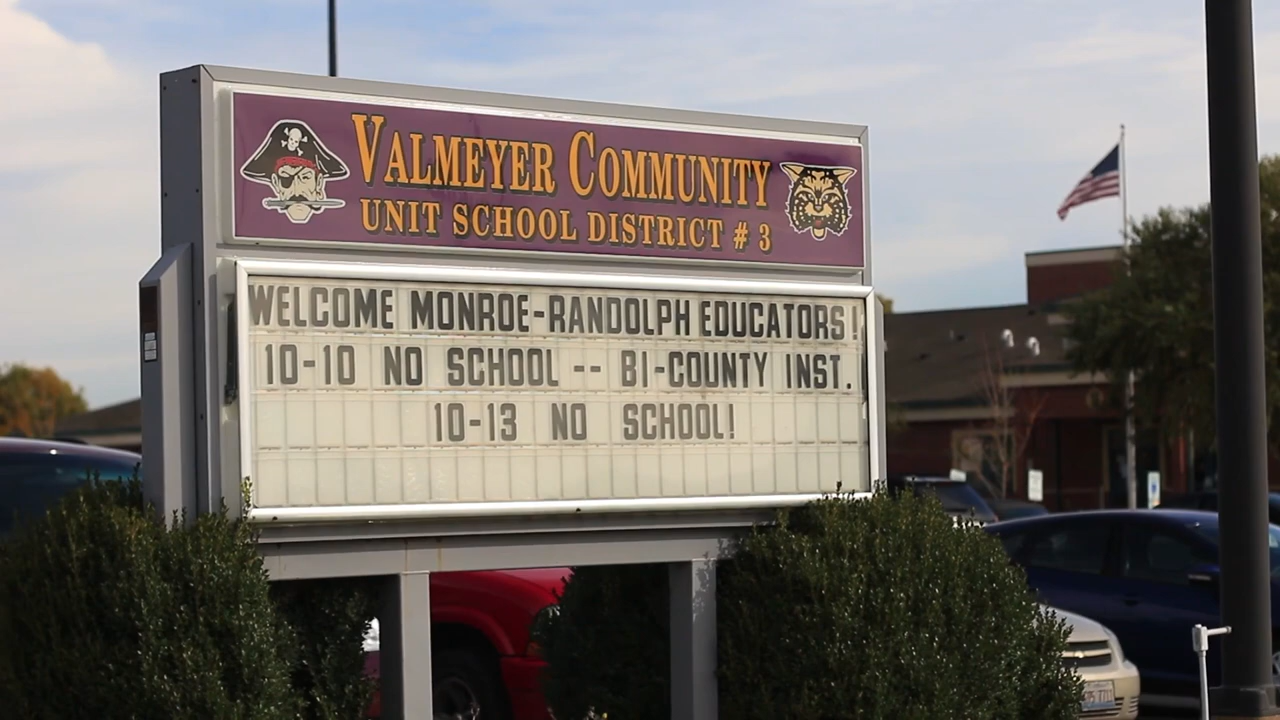 VALMEYER COMMUNITY
UNIT SCHOOL DISTRICT # 3
WELCOME MONROE-RANDOLPH EDUCATORS!
10-10 NO SCHOOL -- BI-COUNTY INST.
10-13 NO SCHOOL!